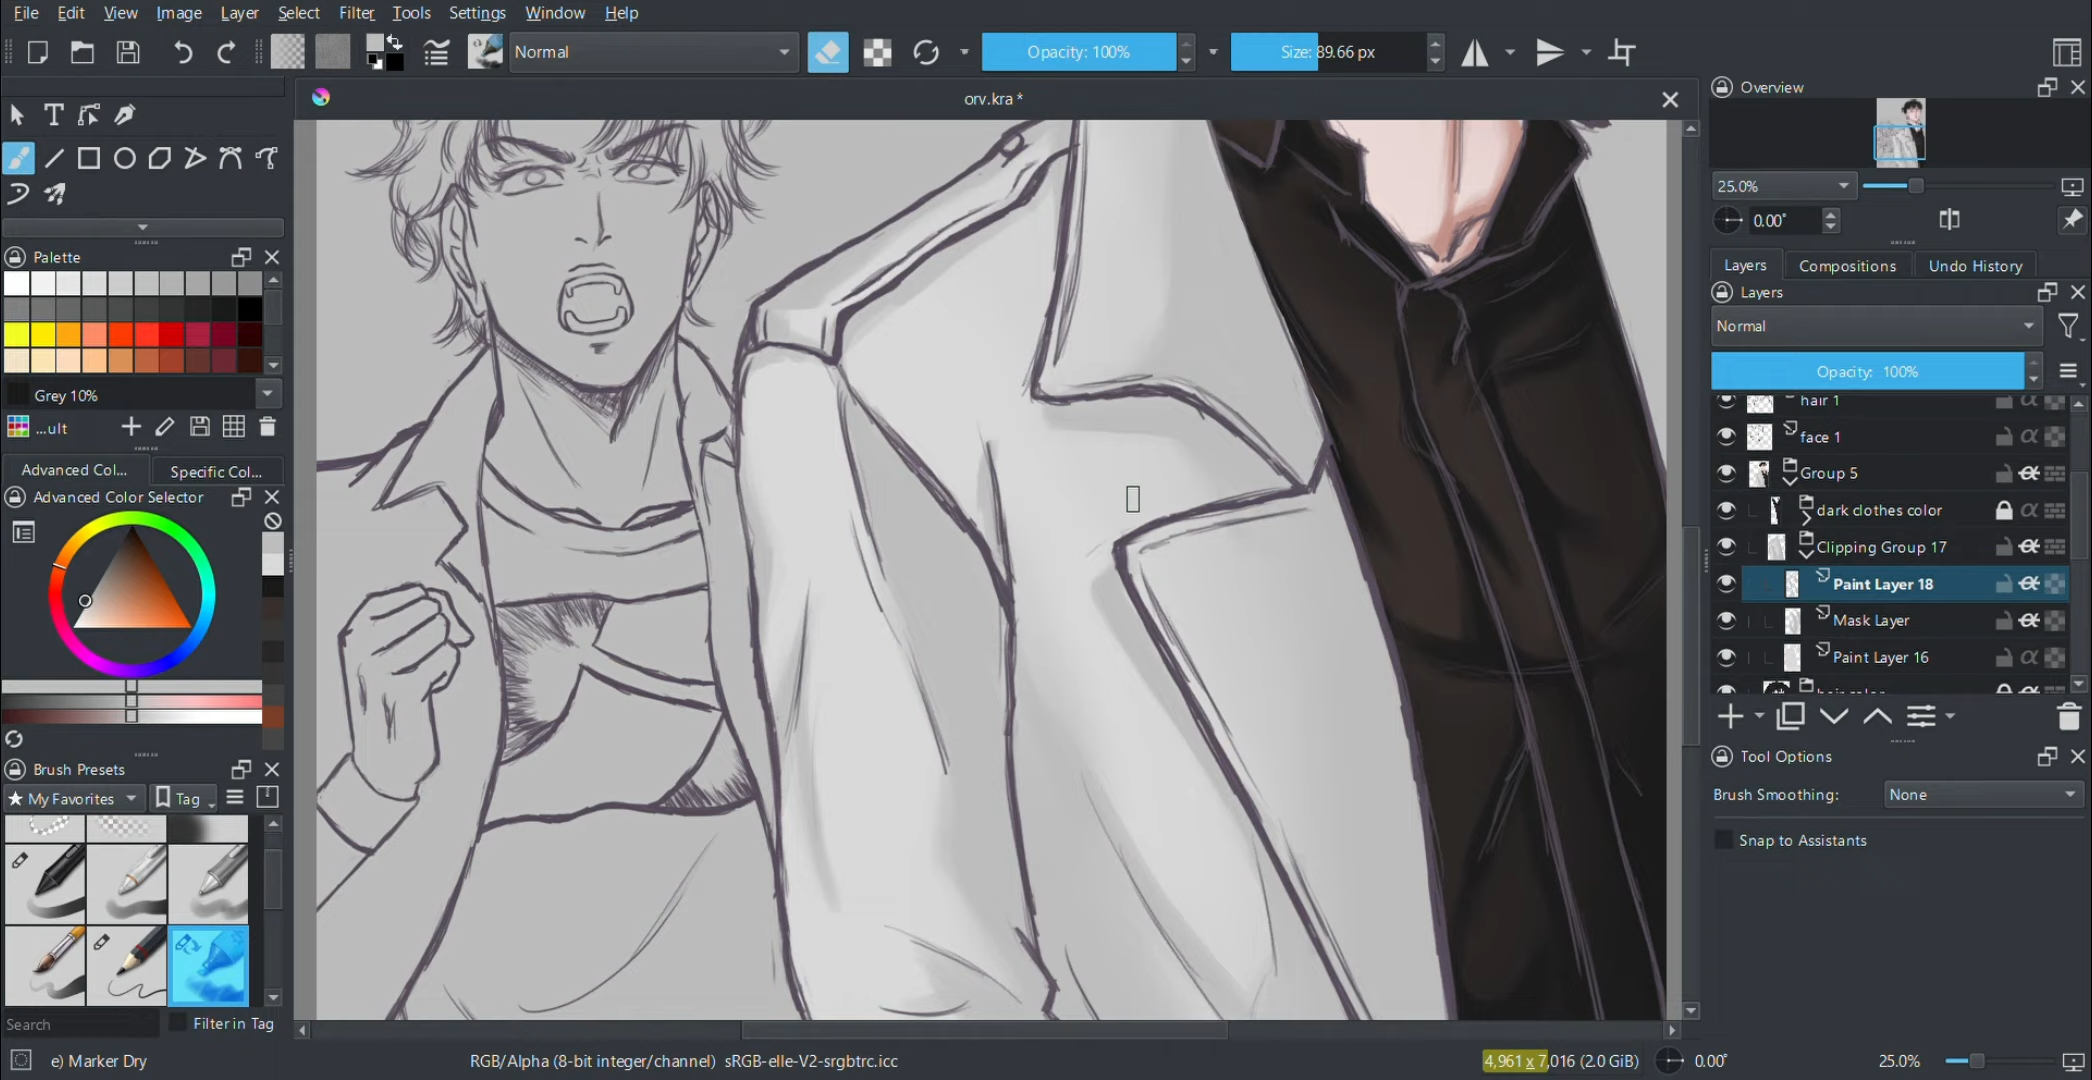 File Edit View Image Layer Select Filter Tools Settings Window Help
Normal
Opacity: 100%
Size: 89.66 px
orv.kra *
Overview
25.0%
0.00°
Palette
Grey 10%
...ult
Advanced Col... Specific Col...
Advanced Color Selector
Brush Presets
My Favorites
Tag
Search
Filter in Tag
Layers Compositions Undo History
Layers
Normal
Opacity: 100%
hair 1
face 1
Group 5
dark clothes color
Clipping Group 17
Paint Layer 18
Mask Layer
Paint Layer 16
Tool Options
Brush Smoothing: None
Snap to Assistants
e) Marker Dry
RGB/Alpha (8-bit integer/channel) sRGB-elle-V2-srgbtrc.icc
4,961 x 7,016 (2.0 GiB)
0.00°
25.0%